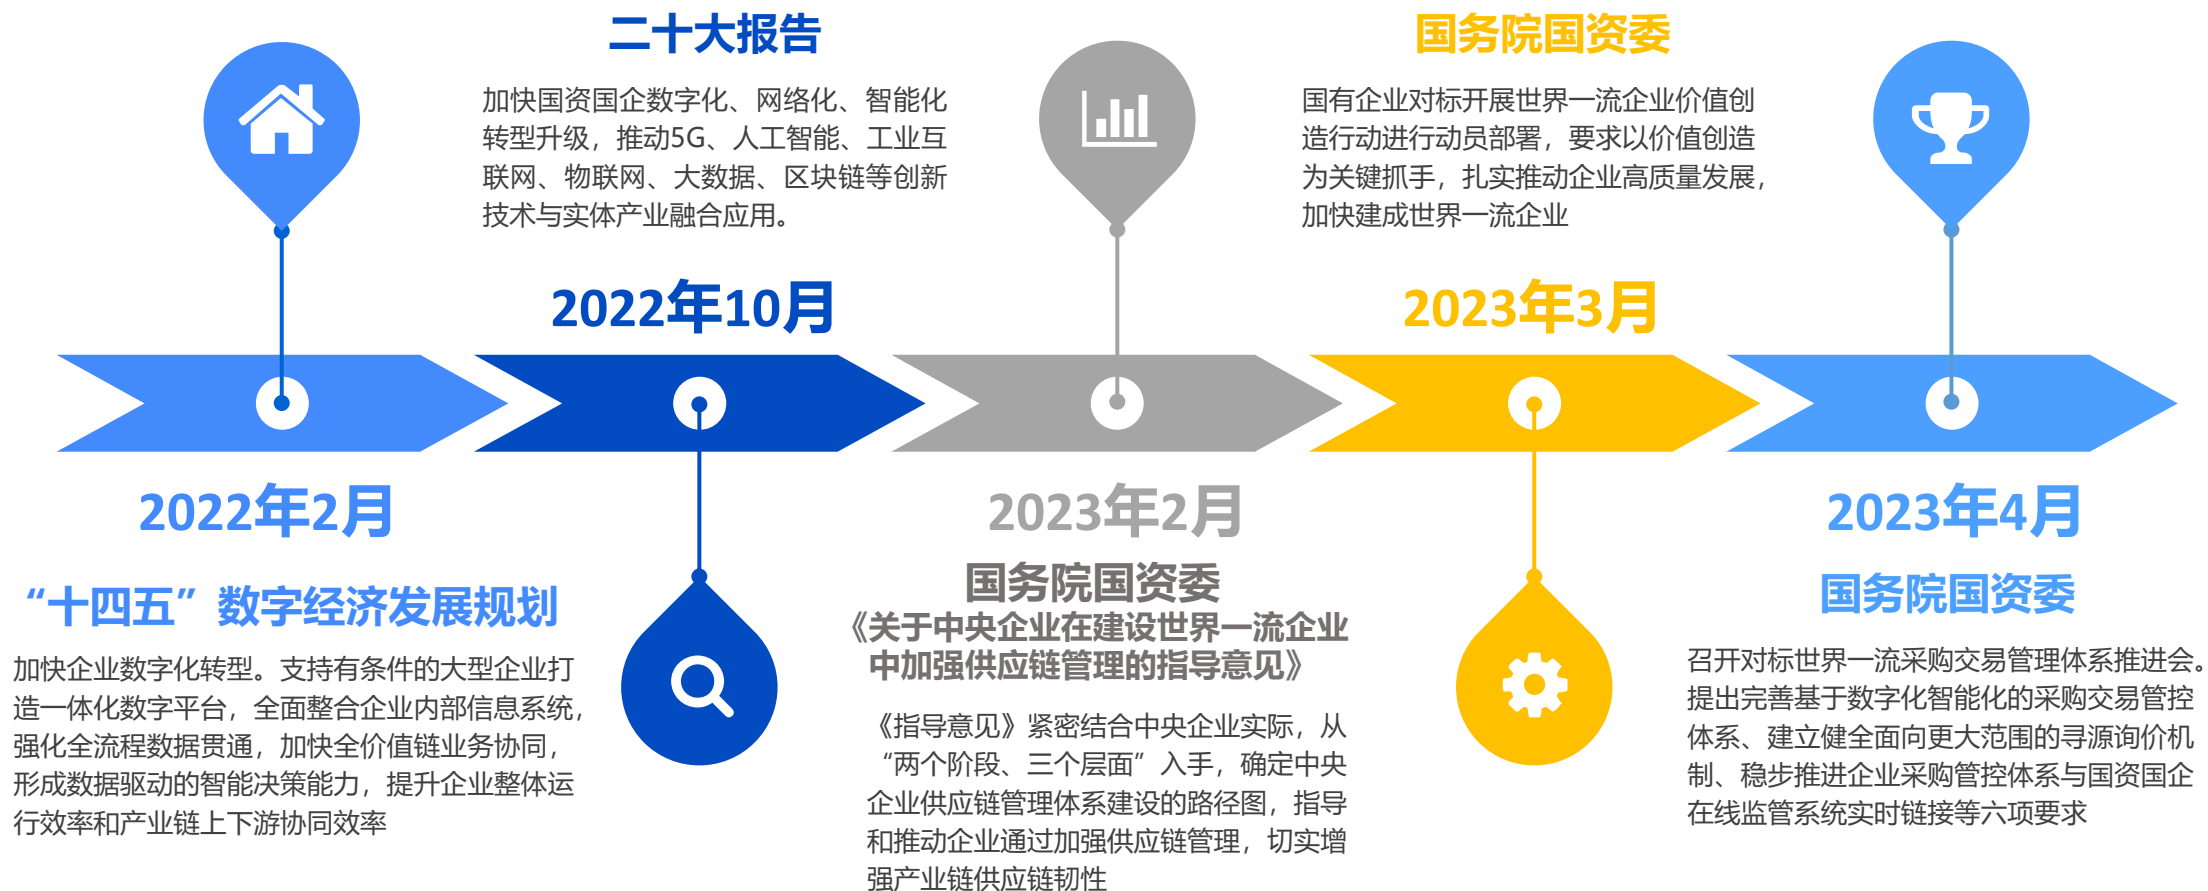 2022年2月
“十四五”数字经济发展规划
加快企业数字化转型。支持有条件的大型企业打
造一体化数字平台，全面整合企业内部信息系统，
强化全流程数据贯通，加快全价值链业务协同，
形成数据驱动的智能决策能力，提升企业整体运
行效率和产业链上下游协同效率
二十大报告
加快国资国企数字化、网络化、智能化
转型升级，推动5G、人工智能、工业互
联网、物联网、大数据、区块链等创新
技术与实体产业融合应用。
2022年10月
2023年2月
国务院国资委
《关于中央企业在建设世界一流企业
中加强供应链管理的指导意见》
《指导意见》紧密结合中央企业实际，从
“两个阶段、三个层面”入手，确定中央
企业供应链管理体系建设的路径图，指导
和推动企业通过加强供应链管理，切实增
强产业链供应链韧性
国务院国资委
国有企业对标开展世界一流企业价值创
造行动进行动员部署，要求以价值创造
为关键抓手，扎实推动企业高质量发展，
加快建成世界一流企业
2023年3月
2023年4月
国务院国资委
召开对标世界一流采购交易管理体系推进会。
提出完善基于数字化智能化的采购交易管控
体系、建立健全面向更大范围的寻源询价机
制、稳步推进企业采购管控体系与国资国企
在线监管系统实时链接等六项要求